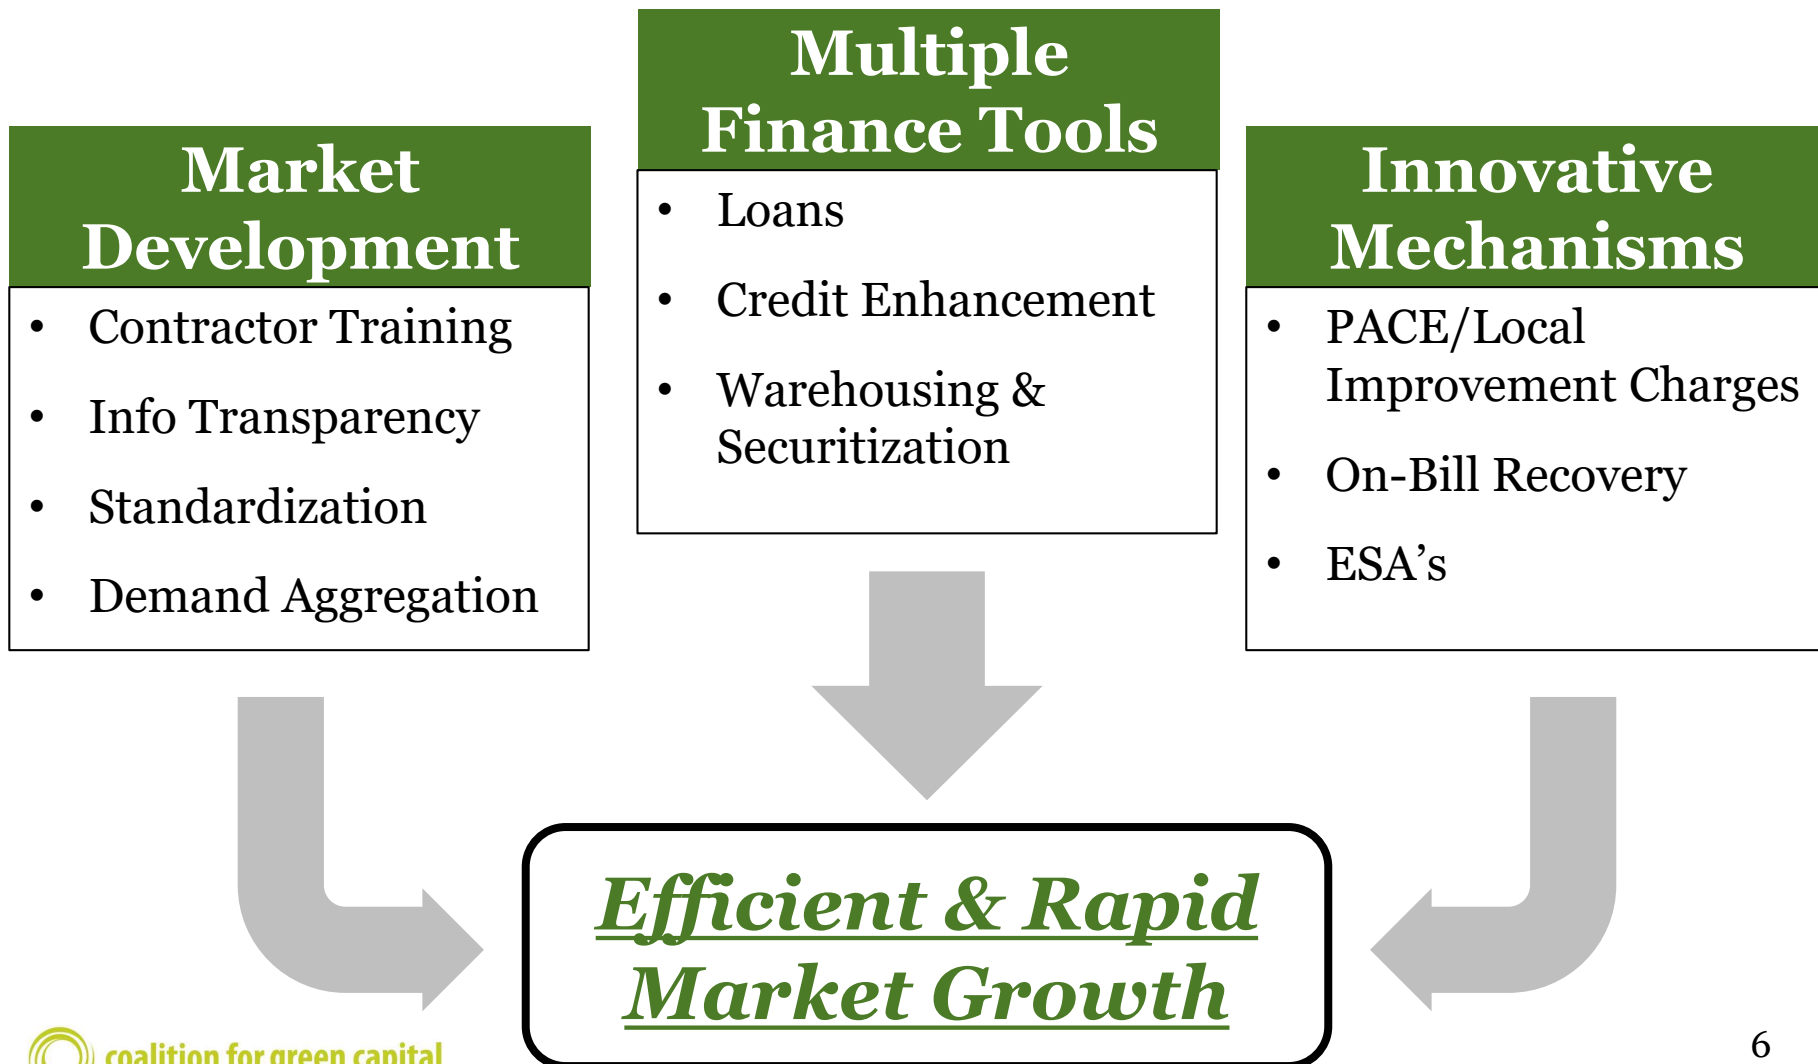 Multiple
Finance Tools
• Loans
• Credit Enhancement
• Warehousing &
Securitization
Market
Development
• Contractor Training
• Info Transparency
• Standardization
• Demand Aggregation
Innovative
Mechanisms
• PACE/Local
Improvement Charges
• On-Bill Recovery
• ESA’s
Efficient & Rapid
Market Growth
coalition for green capital
6